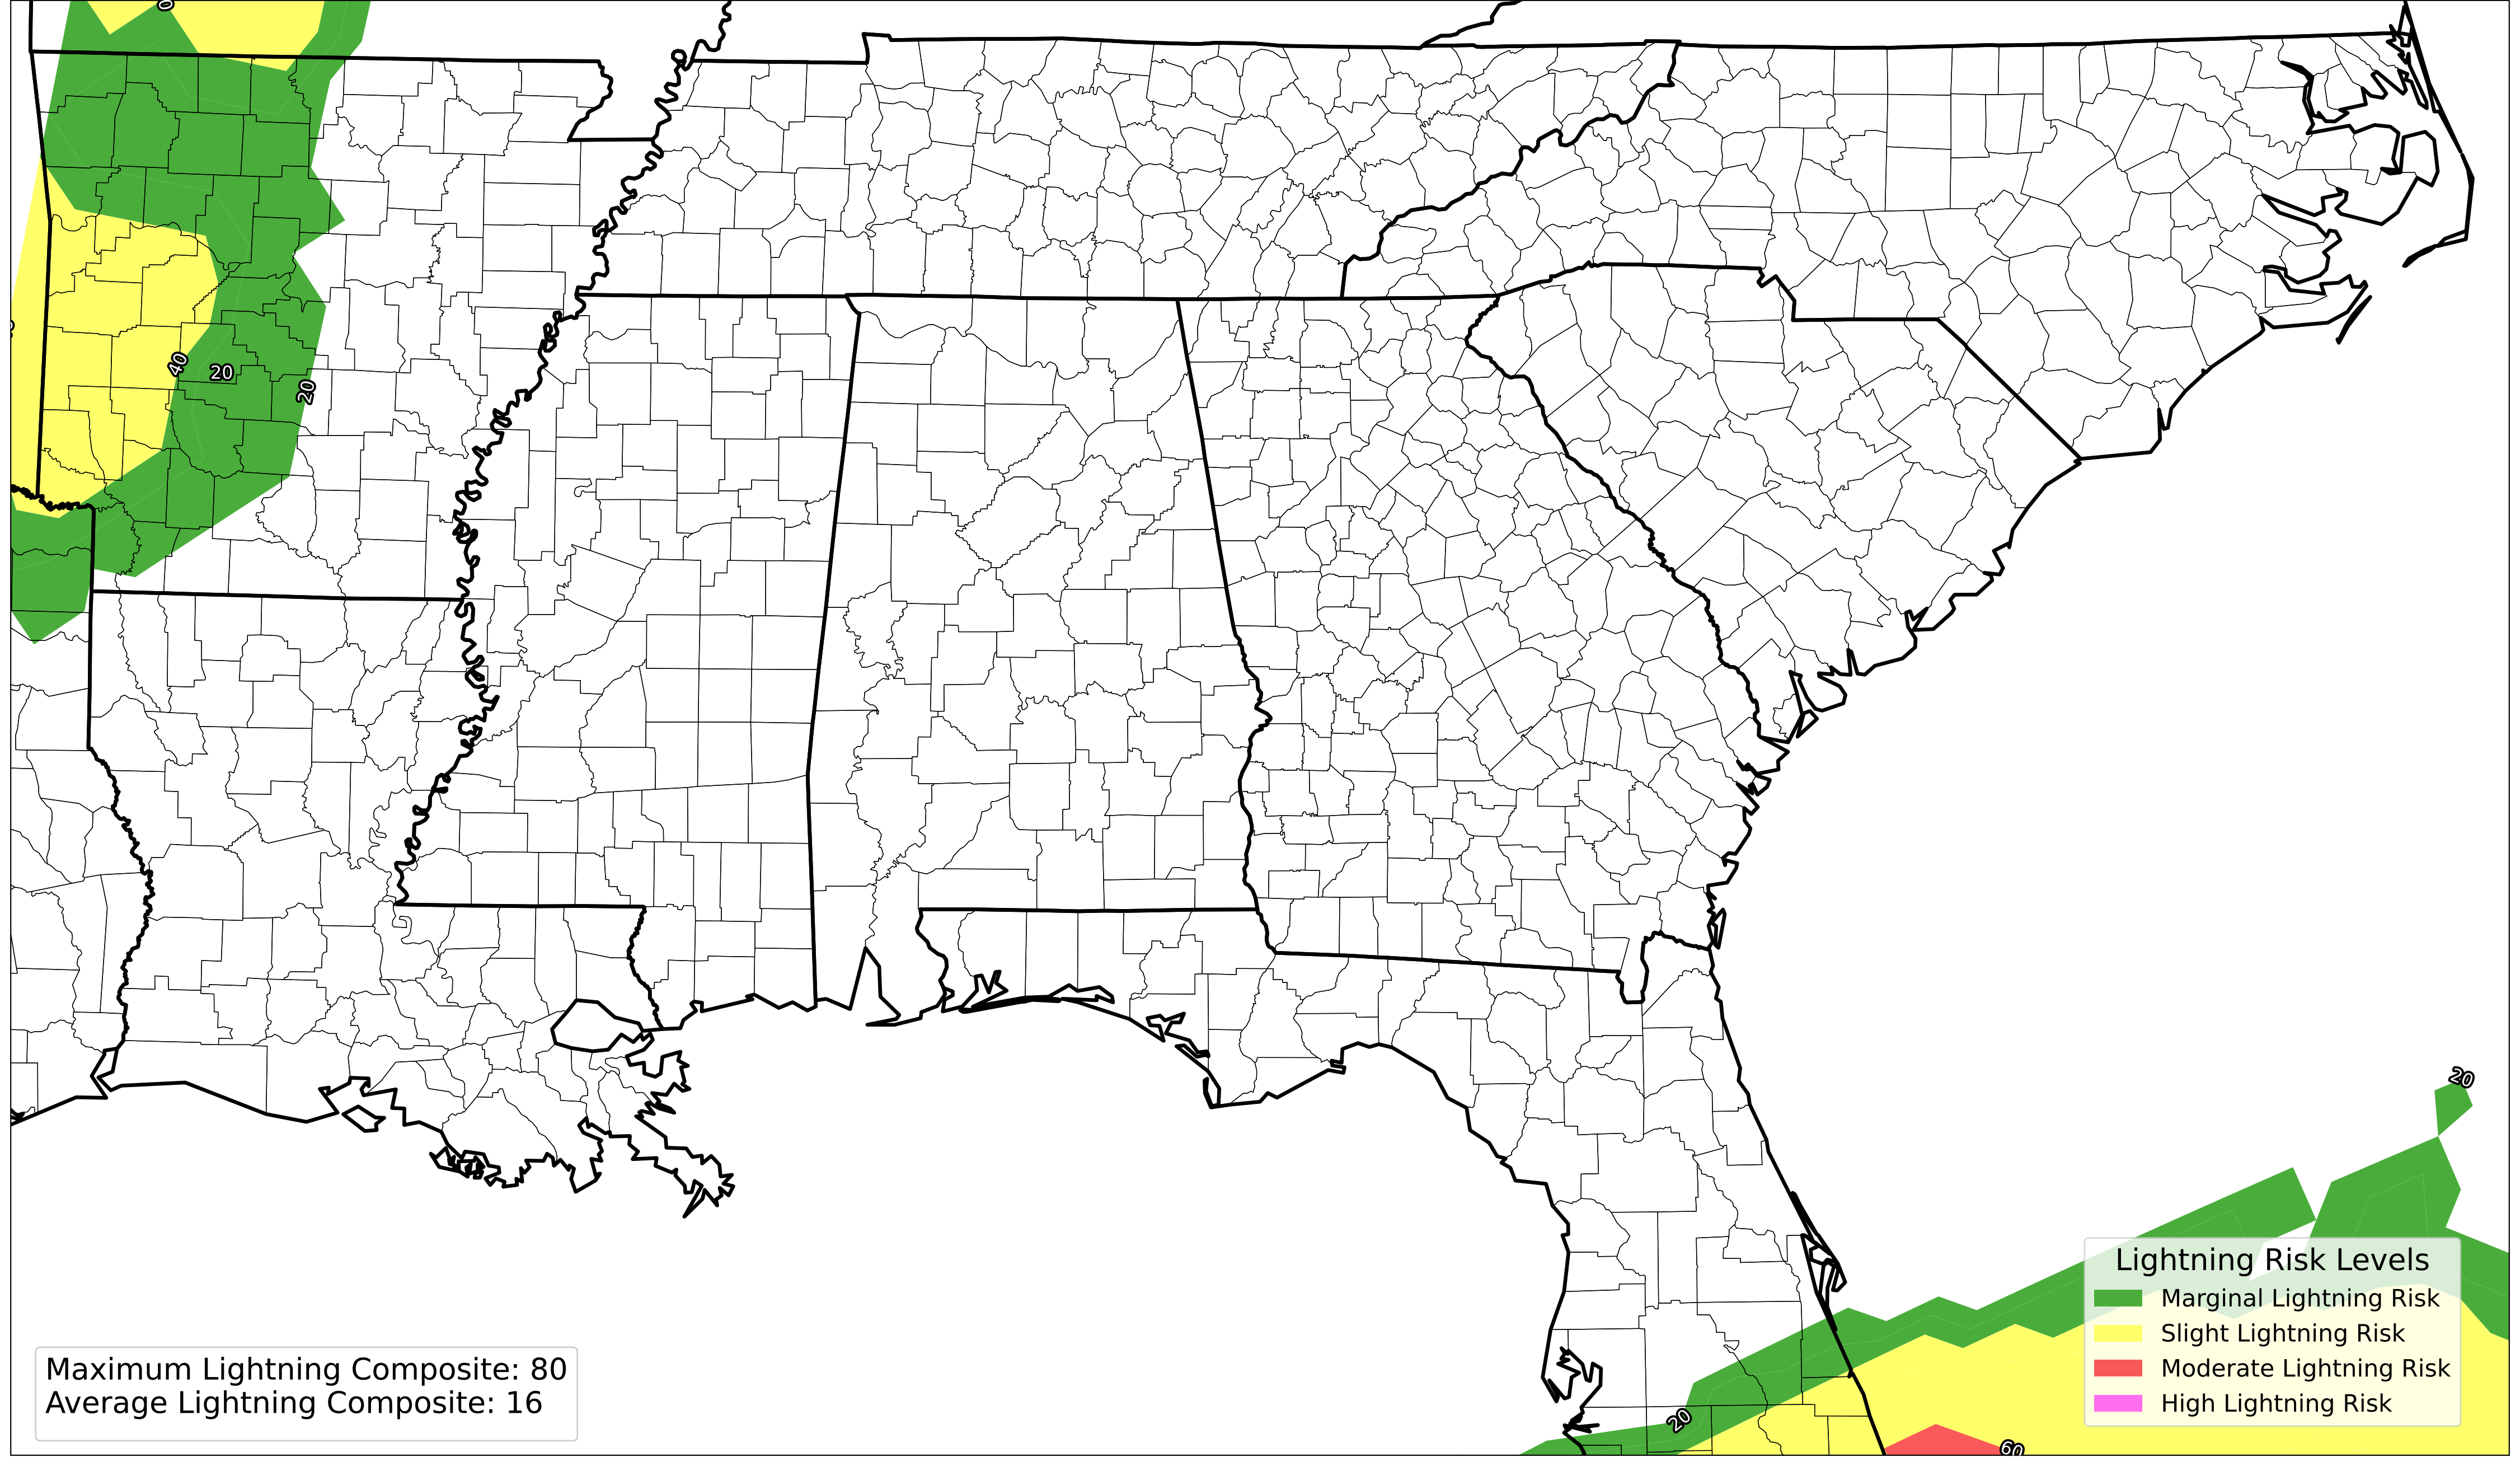 40
20
20
20
Lightning Risk Levels
Marginal Lightning Risk
Slight Lightning Risk
Moderate Lightning Risk
High Lightning Risk
Maximum Lightning Composite: 80
Average Lightning Composite: 16
20
60